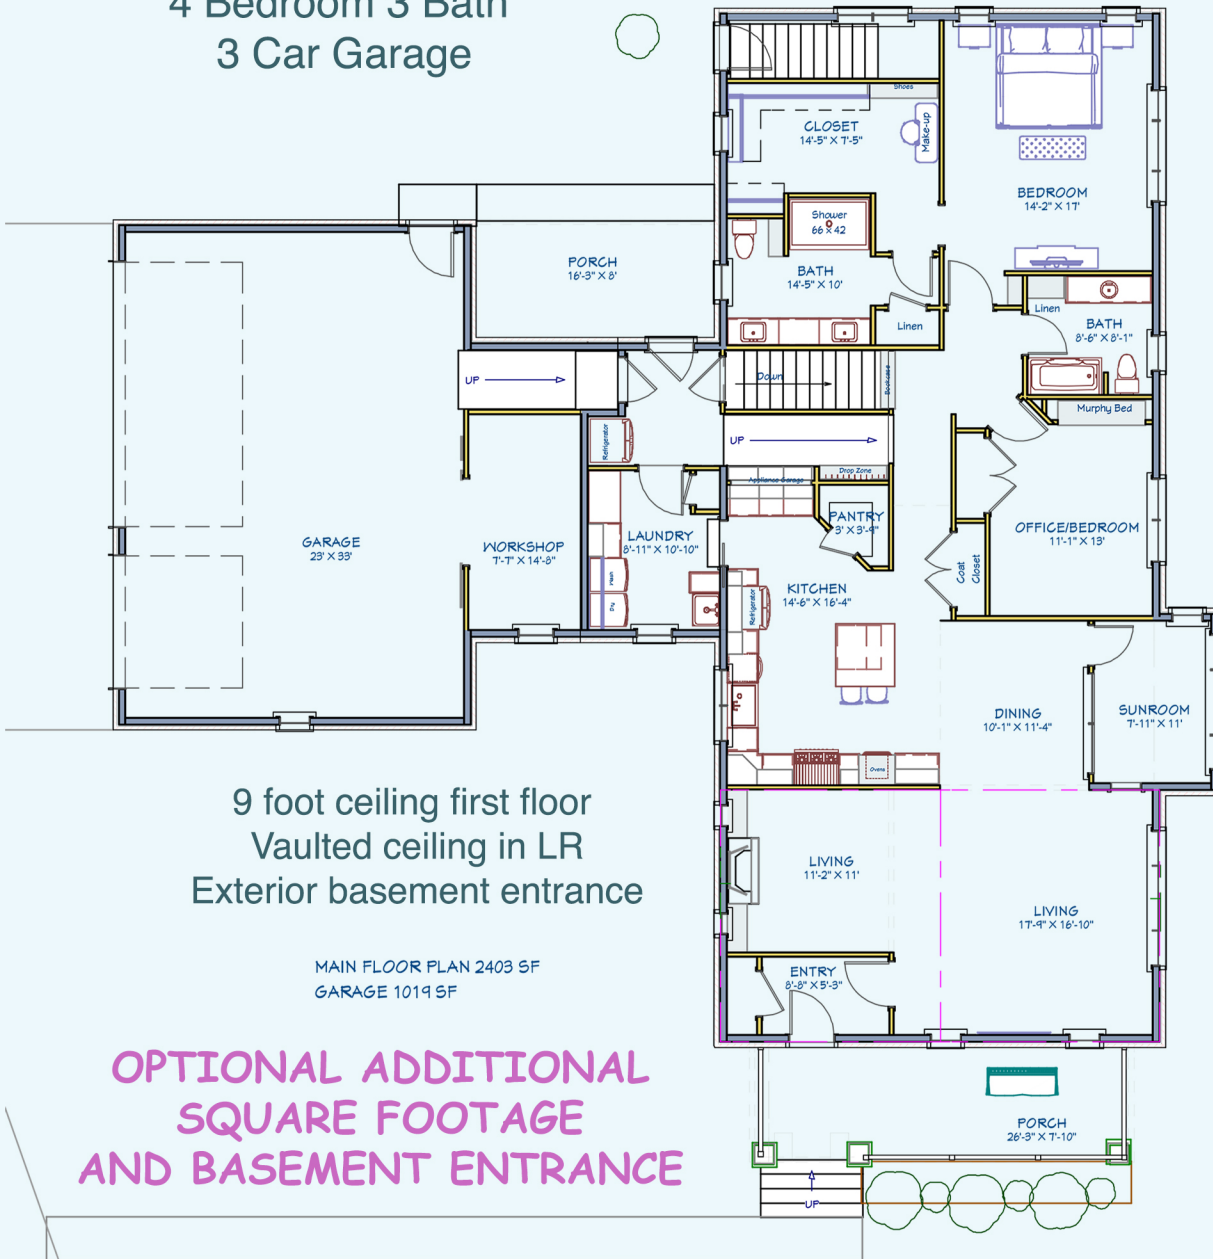 4 Bedroom 3 Bath
3 Car Garage
Shoes
CLOSET
14'-5" X 7'-5"
Make-up
BEDROOM
14'-2" X 17'
Shower
66 X 42
PORCH
16'-3" X 8'
BATH
14'-5" X 10'
Linen
Linen
BATH
8'-6" X 8'-1"
UP
Down
Bookcase
Murphy Bed
Refrigerator
UP
Drop Zone
Appliance Garage
PANTRY
3' X 3'-9"
OFFICE/BEDROOM
11'-1" X 13'
GARAGE
23' X 33'
WORKSHOP
7'-7" X 14'-8"
LAUNDRY
8'-11" X 10'-10"
Wash
Dry
Coat
Closet
KITCHEN
14'-6" X 16'-4"
Refrigerator
DINING
10'-1" X 11'-4"
SUNROOM
7'-11" X 11'
Ovens
9 foot ceiling first floor
Vaulted ceiling in LR
Exterior basement entrance
LIVING
11'-2" X 11'
LIVING
17'-9" X 16'-10"
MAIN FLOOR PLAN 2403 SF
GARAGE 1019 SF
ENTRY
8'-8" X 5'-3"
OPTIONAL ADDITIONAL
SQUARE FOOTAGE
AND BASEMENT ENTRANCE
PORCH
26'-3" X 7'-10"
UP